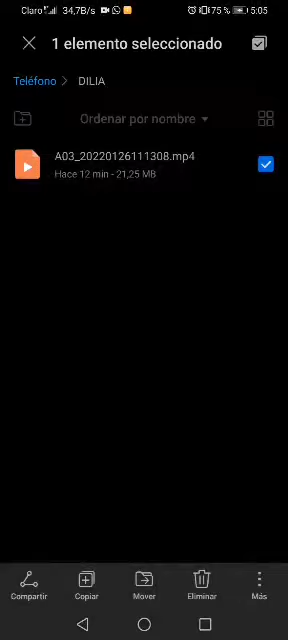 Claro 34,7B/s 75 % 5:05
1 elemento seleccionado
Teléfono > DILIA
Ordenar por nombre
A03_20220126111308.mp4
Hace 12 min - 21,25 MB
Compartir Copiar Mover Eliminar Más